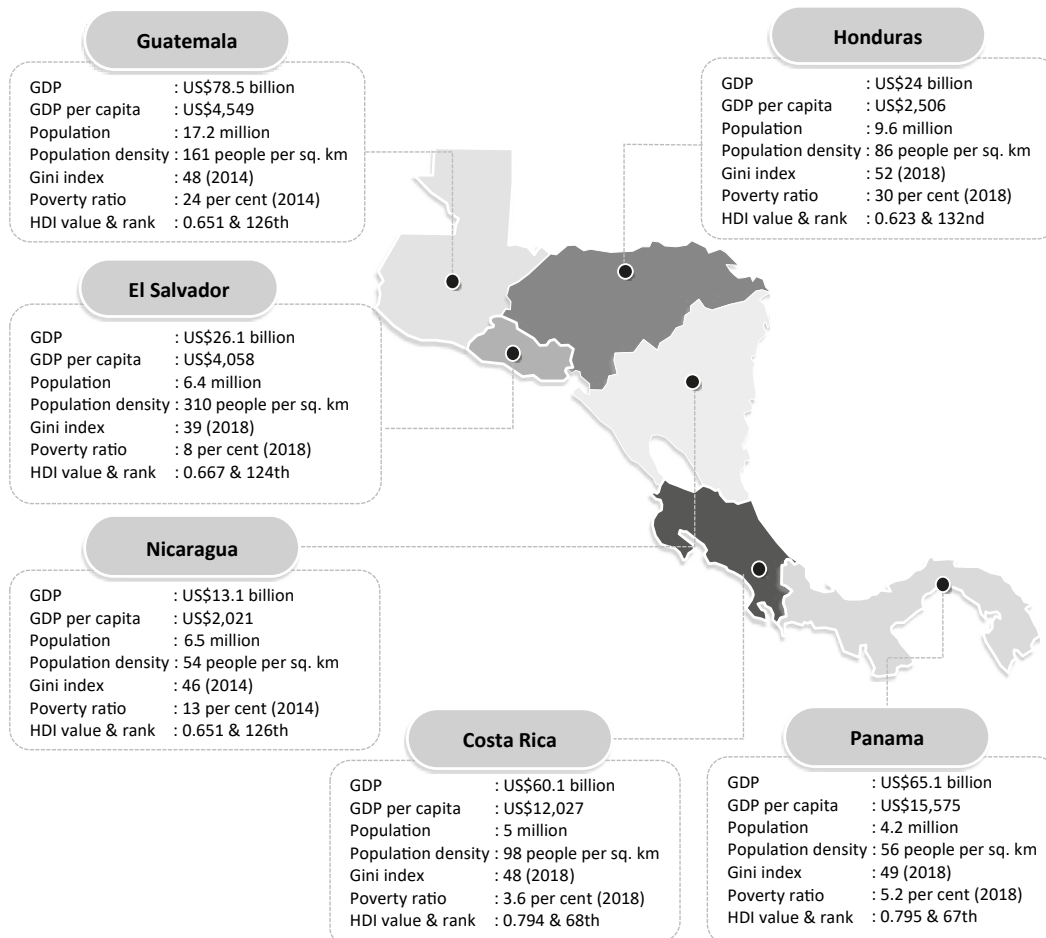 Guatemala
GDP : US$78.5 billion
GDP per capita : US$4,549
Population : 17.2 million
Population density : 161 people per sq. km
Gini index : 48 (2014)
Poverty ratio : 24 per cent (2014)
HDI value & rank : 0.651 & 126th
Honduras
GDP : US$24 billion
GDP per capita : US$2,506
Population : 9.6 million
Population density : 86 people per sq. km
Gini index : 52 (2018)
Poverty ratio : 30 per cent (2018)
HDI value & rank : 0.623 & 132nd
El Salvador
GDP : US$26.1 billion
GDP per capita : US$4,058
Population : 6.4 million
Population density : 310 people per sq. km
Gini index : 39 (2018)
Poverty ratio : 8 per cent (2018)
HDI value & rank : 0.667 & 124th
Nicaragua
GDP : US$13.1 billion
GDP per capita : US$2,021
Population : 6.5 million
Population density : 54 people per sq. km
Gini index : 46 (2014)
Poverty ratio : 13 per cent (2014)
HDI value & rank : 0.651 & 126th
Costa Rica
GDP : US$60.1 billion
GDP per capita : US$12,027
Population : 5 million
Population density : 98 people per sq. km
Gini index : 48 (2018)
Poverty ratio : 3.6 per cent (2018)
HDI value & rank : 0.794 & 68th
Panama
GDP : US$65.1 billion
GDP per capita : US$15,575
Population : 4.2 million
Population density : 56 people per sq. km
Gini index : 49 (2018)
Poverty ratio : 5.2 per cent (2018)
HDI value & rank : 0.795 & 67th